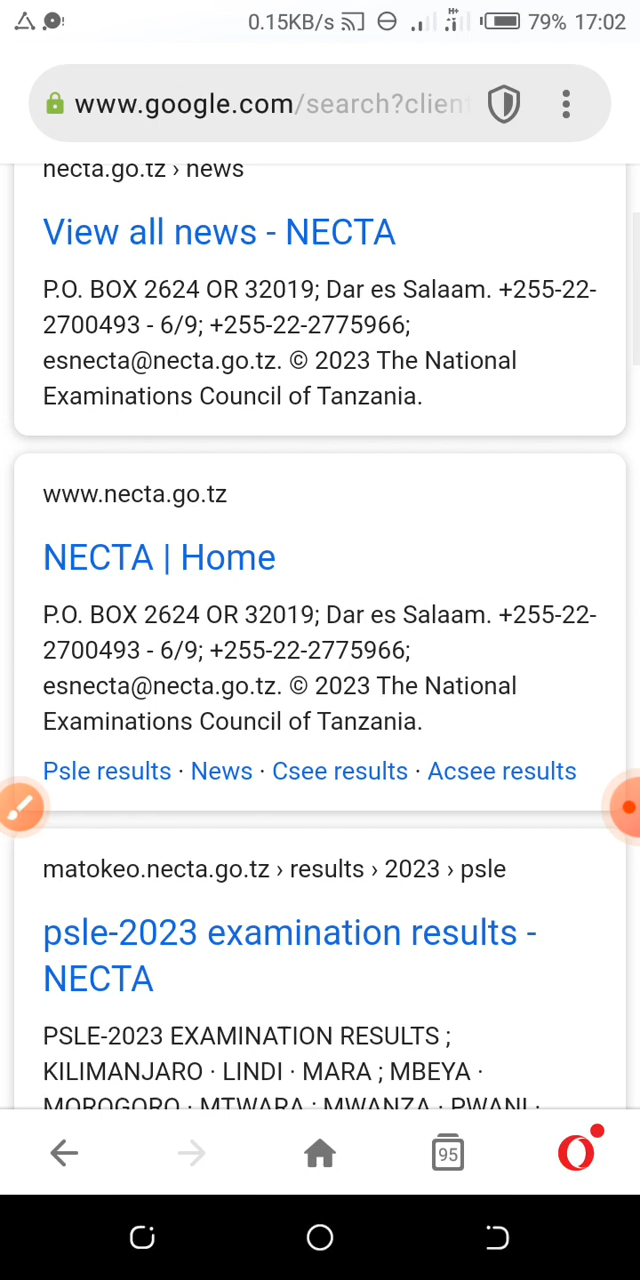 0.15KB/s H+ 79% 17:02
www.google.com/search?client
necta.go.tz › news
View all news - NECTA
P.O. BOX 2624 OR 32019; Dar es Salaam. +255-22-
2700493 - 6/9; +255-22-2775966;
esnecta@necta.go.tz. © 2023 The National
Examinations Council of Tanzania.
www.necta.go.tz
NECTA | Home
P.O. BOX 2624 OR 32019; Dar es Salaam. +255-22-
2700493 - 6/9; +255-22-2775966;
esnecta@necta.go.tz. © 2023 The National
Examinations Council of Tanzania.
Psle results · News · Csee results · Acsee results
matokeo.necta.go.tz › results › 2023 › psle
psle-2023 examination results -
NECTA
PSLE-2023 EXAMINATION RESULTS ;
KILIMANJARO · LINDI · MARA ; MBEYA ·
MOROGORO · MTWARA ; MWANZA · PWANI ·
95